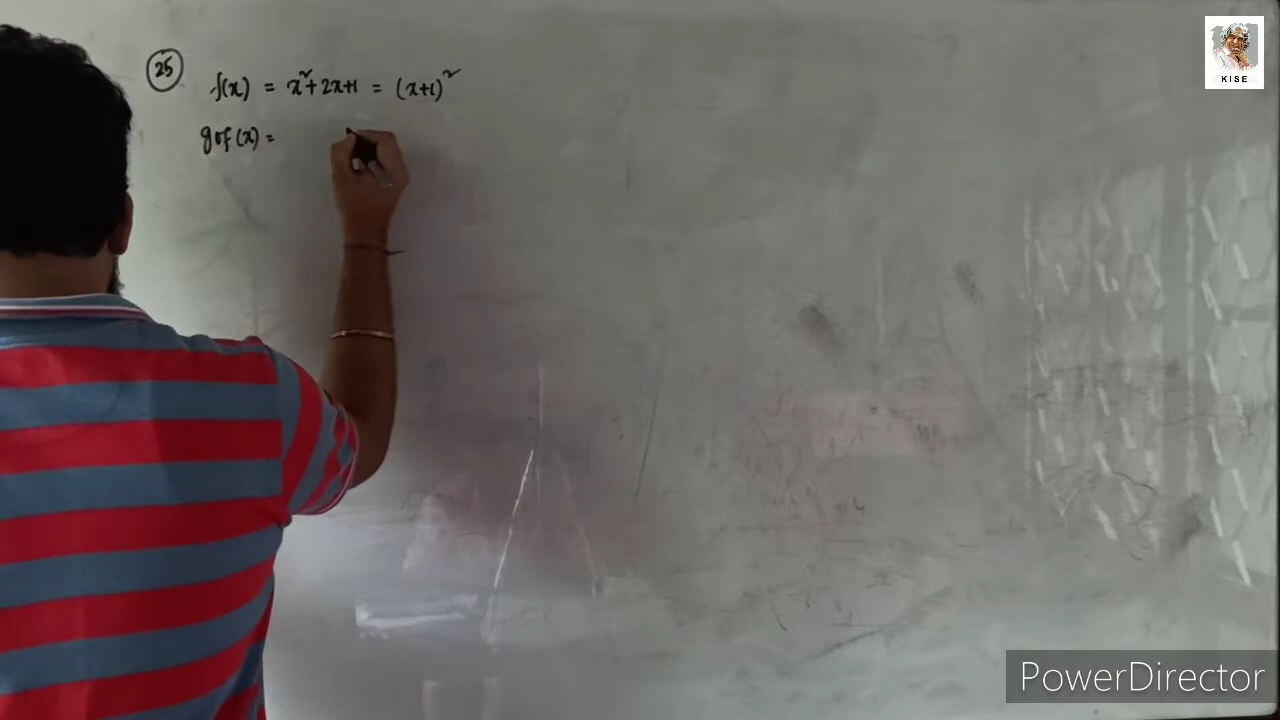 25
f(x) = x²+2x+1 = (x+1)²
gof(x) =
KISE
PowerDirector